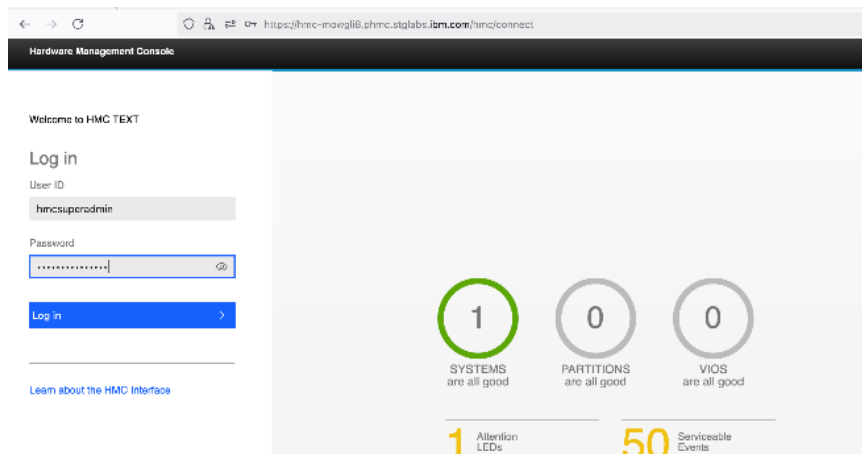 https://hmc-mowgli8.phmc.stglabs.ibm.com/hmc/connect
Hardware Management Console
Welcome to HMC TEXT
Log in
User ID
hmcsuperadmin
Password
•••••••••••••••
Log in
Learn about the HMC Interface
1
SYSTEMS
are all good
0
PARTITIONS
are all good
0
VIOS
are all good
1 Attention
LEDs
50 Serviceable
Events